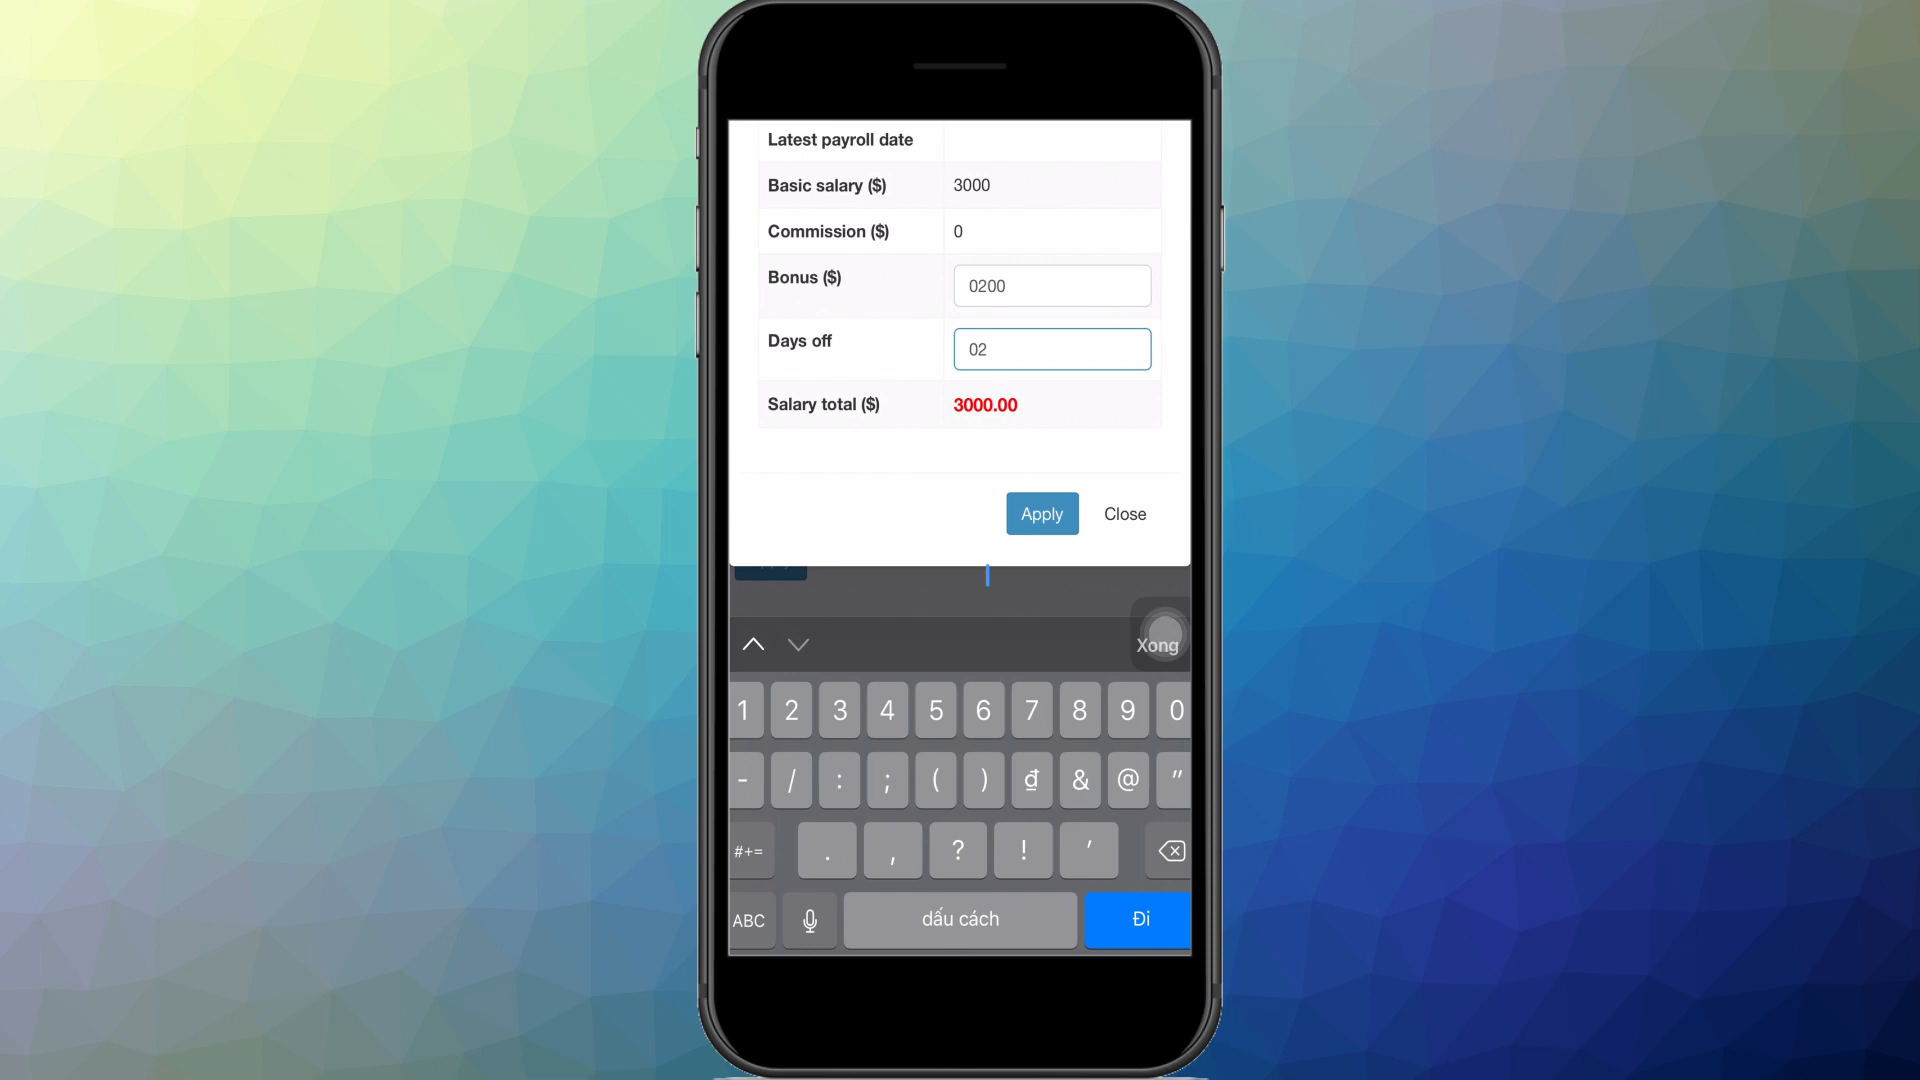 Latest payroll date
Basic salary ($) 3000
Commission ($) 0
Bonus ($) 0200
Days off 02
Salary total ($) 3000.00
Apply Close
Xong
1 2 3 4 5 6 7 8 9 0
- / : ; ( ) ₫ & @ "
#+= . , ? ! '
ABC dấu cách Đi